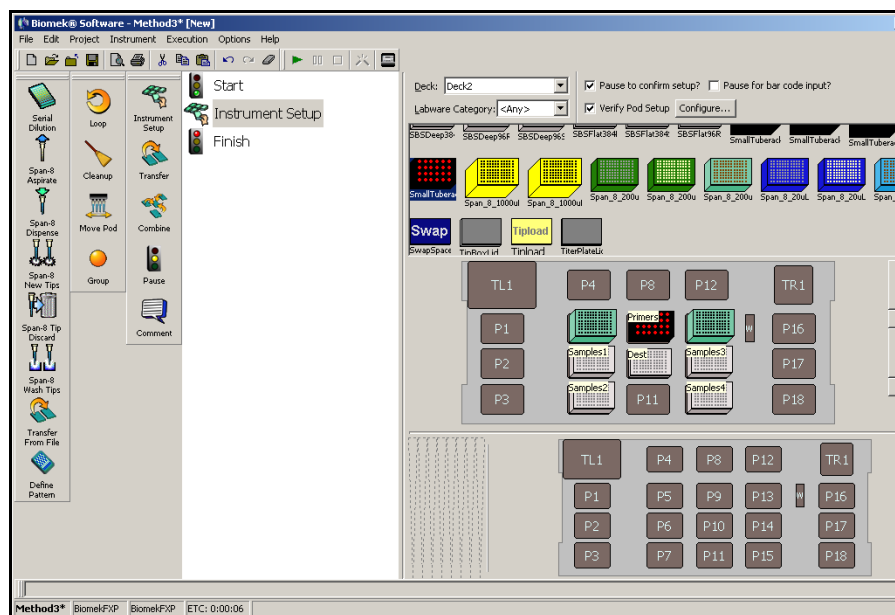 Biomek® Software - Method3* [New]
File Edit Project Instrument Execution Options Help
Serial Dilution
Span-8 Aspirate
Span-8 Dispense
Span-8 New Tips
Span-8 Tip Discard
Span-8 Wash Tips
Transfer From File
Define Pattern
Loop
Cleanup
Move Pod
Group
Instrument Setup
Transfer
Combine
Pause
Comment
Start
Instrument Setup
Finish
Deck: Deck2 Pause to confirm setup? Pause for bar code input?
Labware Category: <Any> Verify Pod Setup Configure...
SBSDeep96F SBSDeep96S SBSFlat384 SBSFlat96R SmallTuberacl SmallTuberacl
SmallTuberac Span_8_1000ul Span_8_1000ul Span_8_200u Span_8_200u Span_8_200u Span_8_20uL Span_8_20uL Span_
Swap Tipload
SwapSpace TipBoxLid Tipload TiterPlateLic
TL1 P4 P8 P12 TR1
P1 Primers W P16
P2 Samples1 Dest Samples3 P17
P3 Samples2 P11 Samples4 P18
TL1 P4 P8 P12 TR1
P1 P5 P9 P13 W P16
P2 P6 P10 P14 P17
P3 P7 P11 P15 P18
Method3* BiomekFXP BiomekFXP ETC: 0:00:06